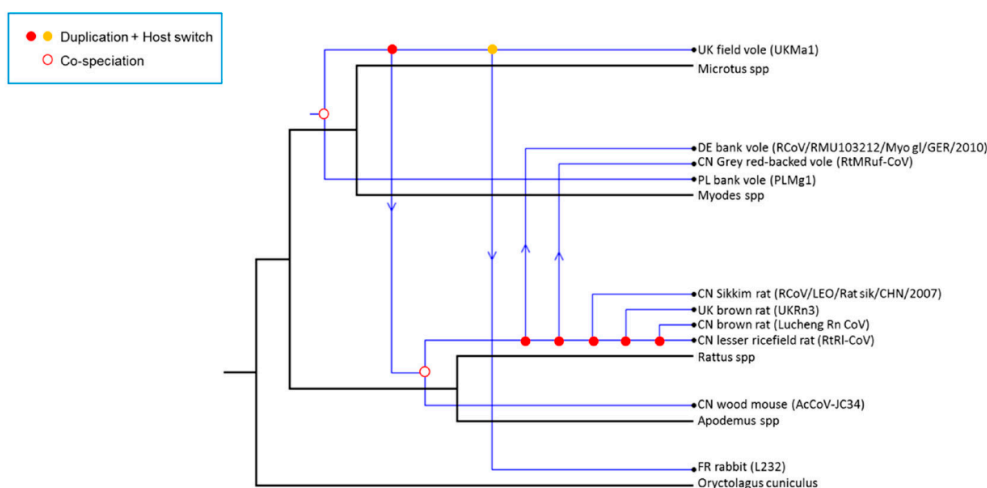 Duplication + Host switch
Co-speciation
UK field vole (UKMa1)
Microtus spp
DE bank vole (RCoV/RMU103212/Myo gl/GER/2010)
CN Grey red-backed vole (RtMRuf-CoV)
PL bank vole (PLMg1)
Myodes spp
CN Sikkim rat (RCoV/LEO/Rat sik/CHN/2007)
UK brown rat (UKRn3)
CN brown rat (Lucheng Rn CoV)
CN lesser ricefield rat (RtRl-CoV)
Rattus spp
CN wood mouse (AcCoV-JC34)
Apodemus spp
FR rabbit (L232)
Oryctolagus cuniculus